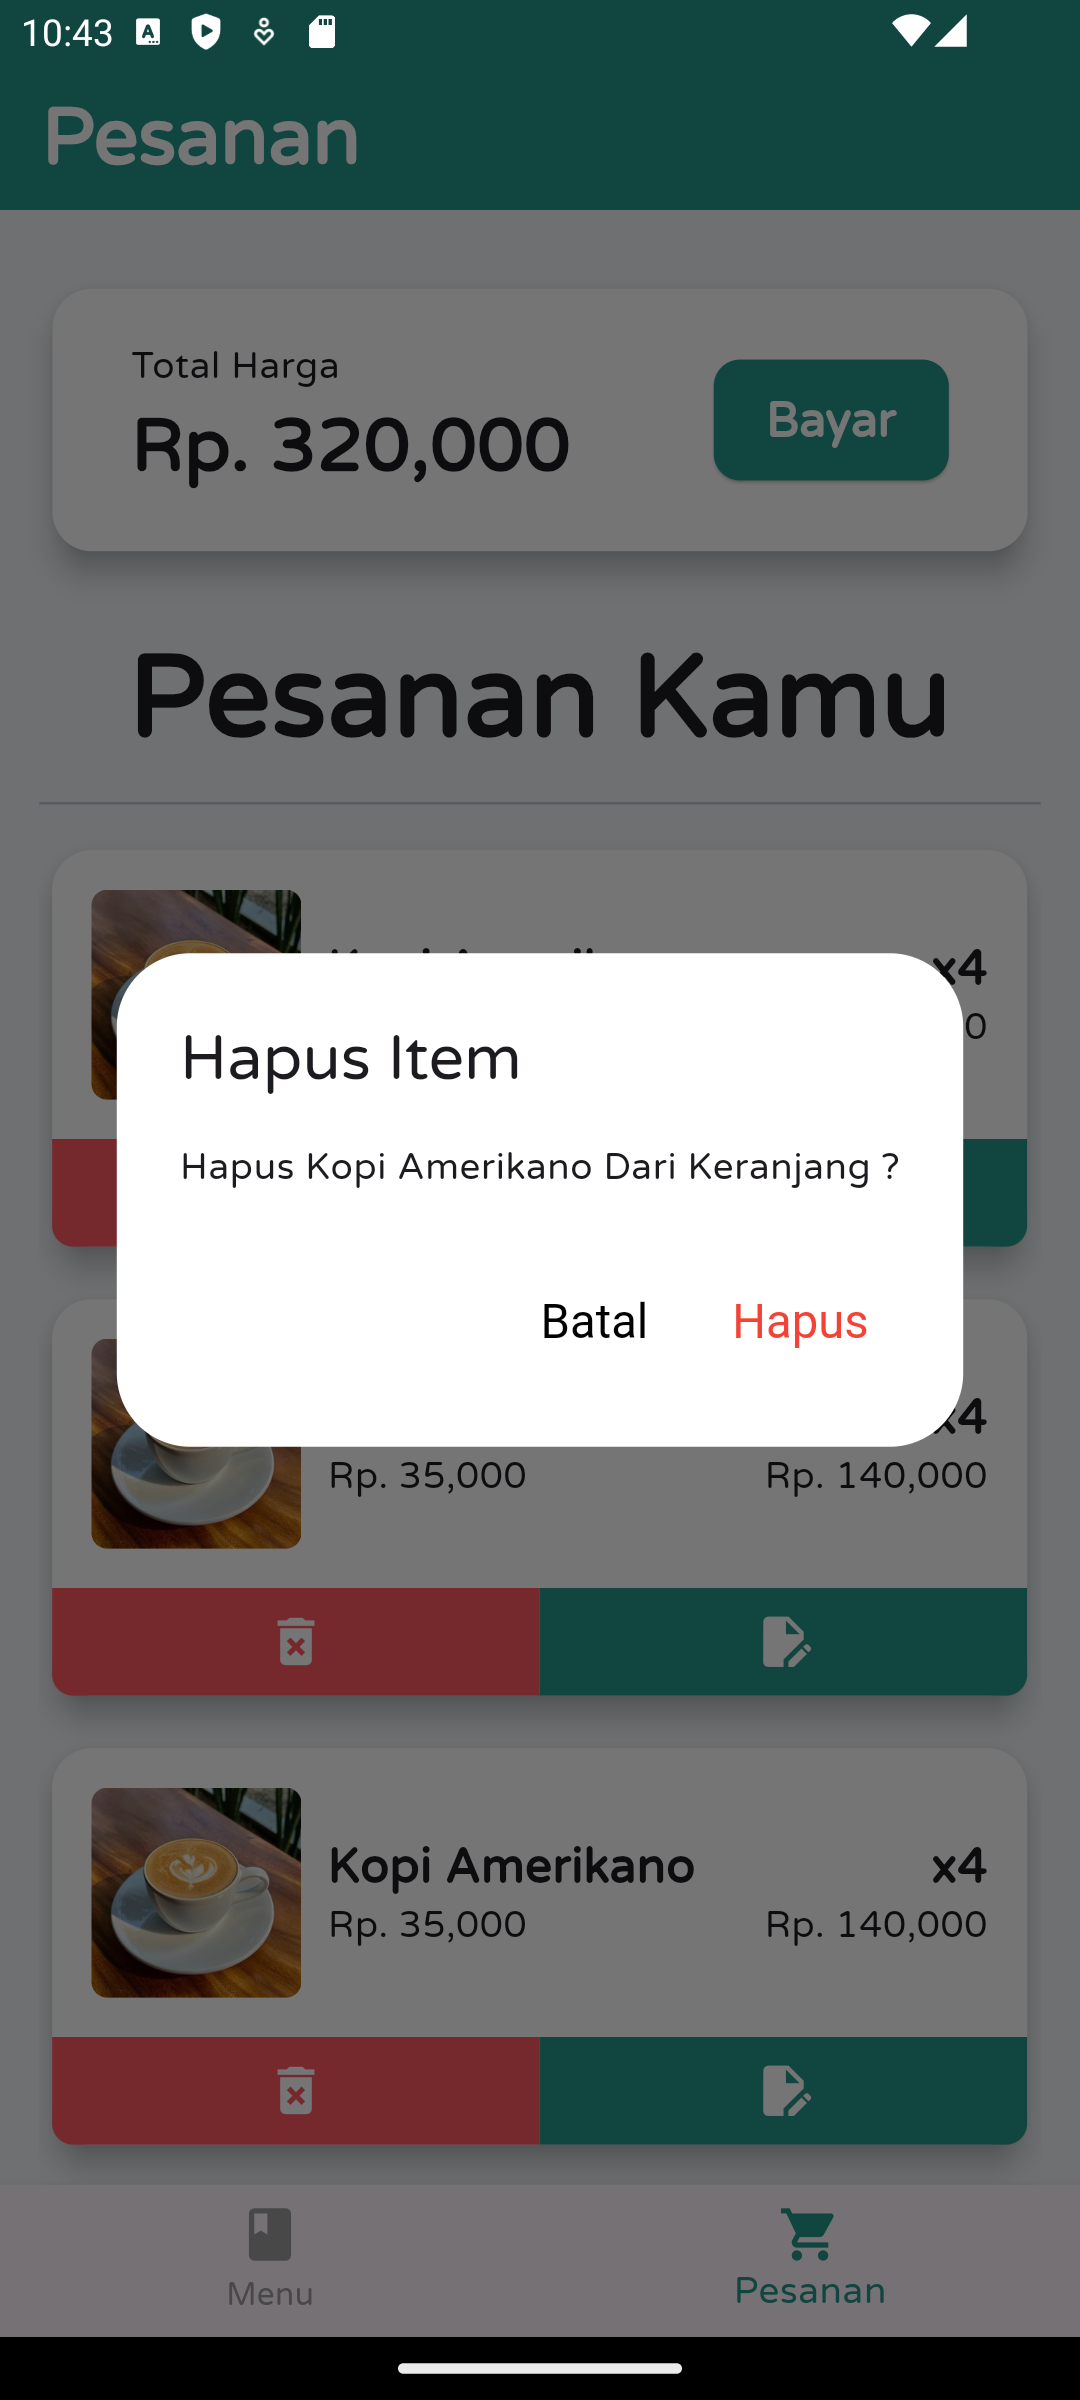 10:43
Pesanan
Total Harga
Rp. 320,000
Bayar
Pesanan Kamu
x4
0
Hapus Item
Hapus Kopi Amerikano Dari Keranjang ?
Batal
Hapus
x4
Rp. 35,000
Rp. 140,000
Kopi Amerikano
x4
Rp. 35,000
Rp. 140,000
Menu
Pesanan